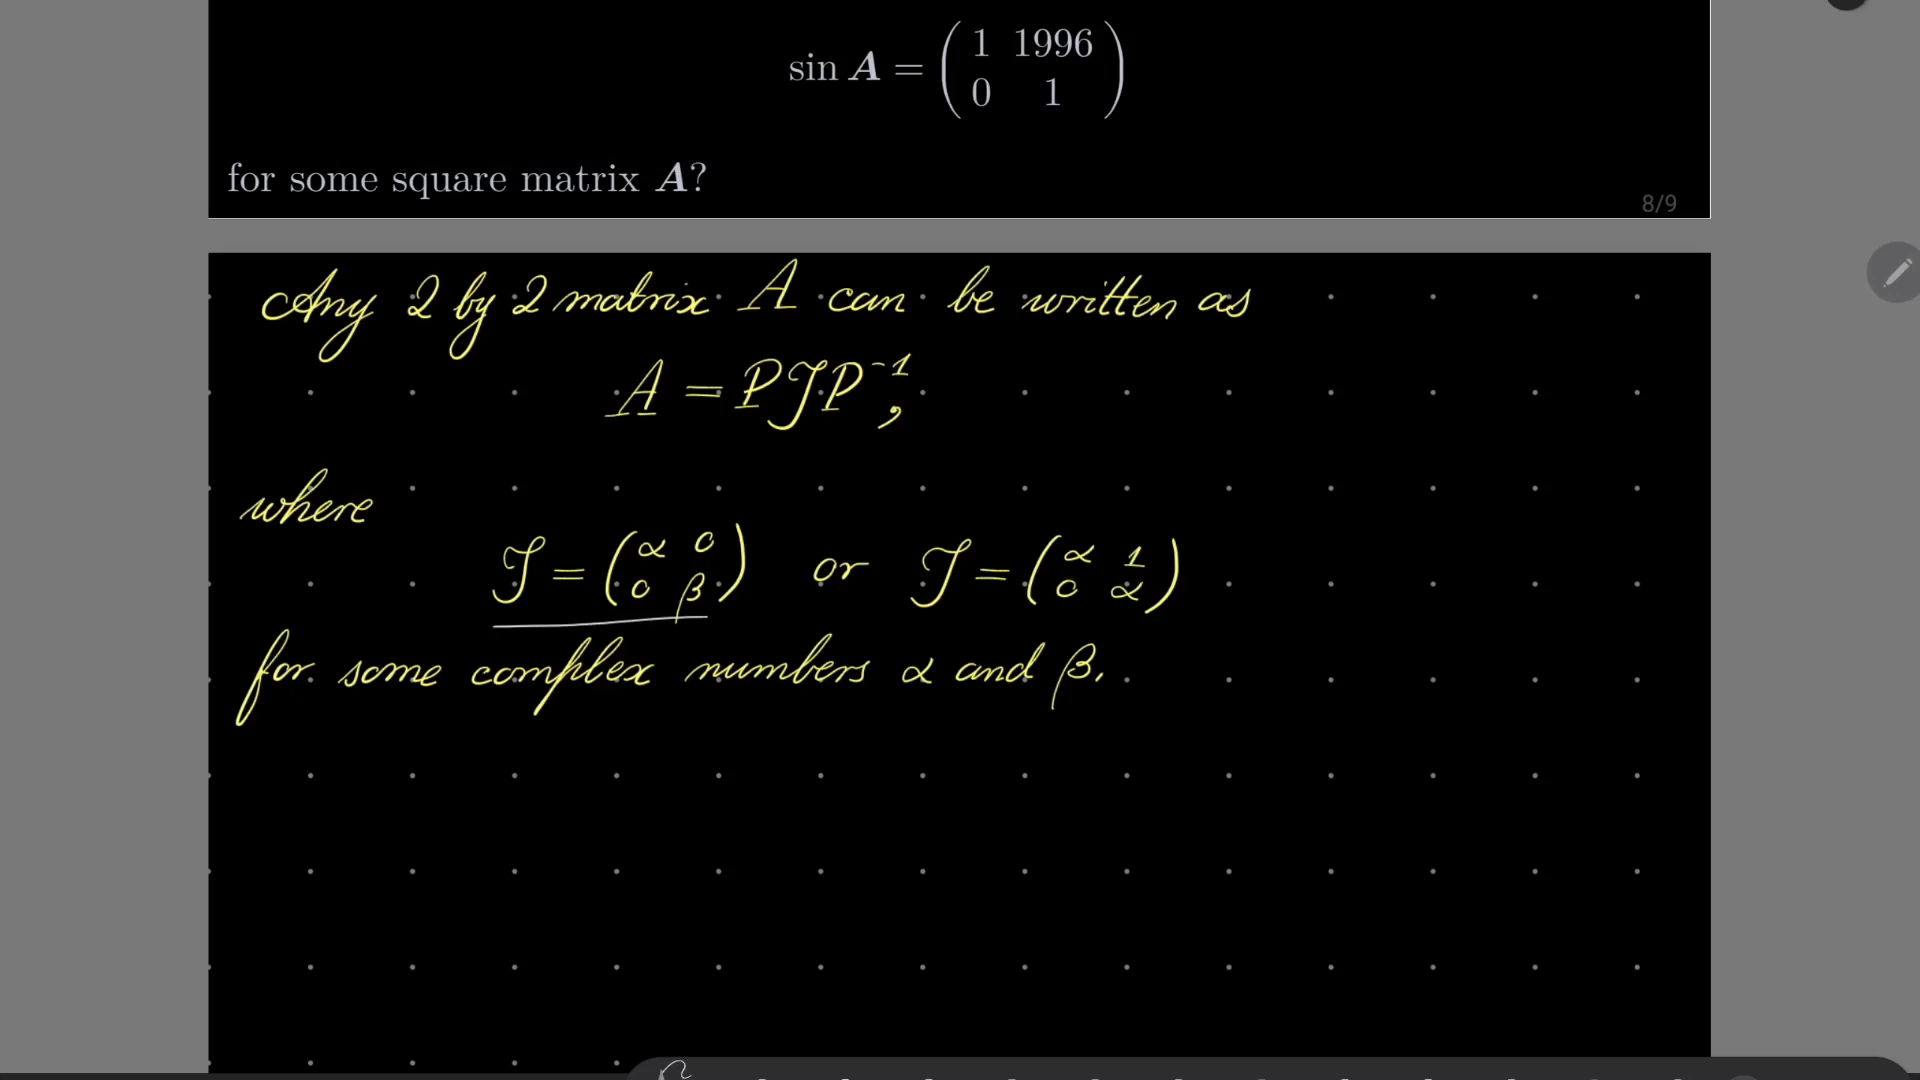 sin A = ( 1 1996
0 1 )
for some square matrix A?
8/9
Any 2 by 2 matrix A can be written as
A = PJP⁻¹,
where
J = ( α 0
0 β ) or J = ( α 1
0 α )
for some complex numbers α and β.